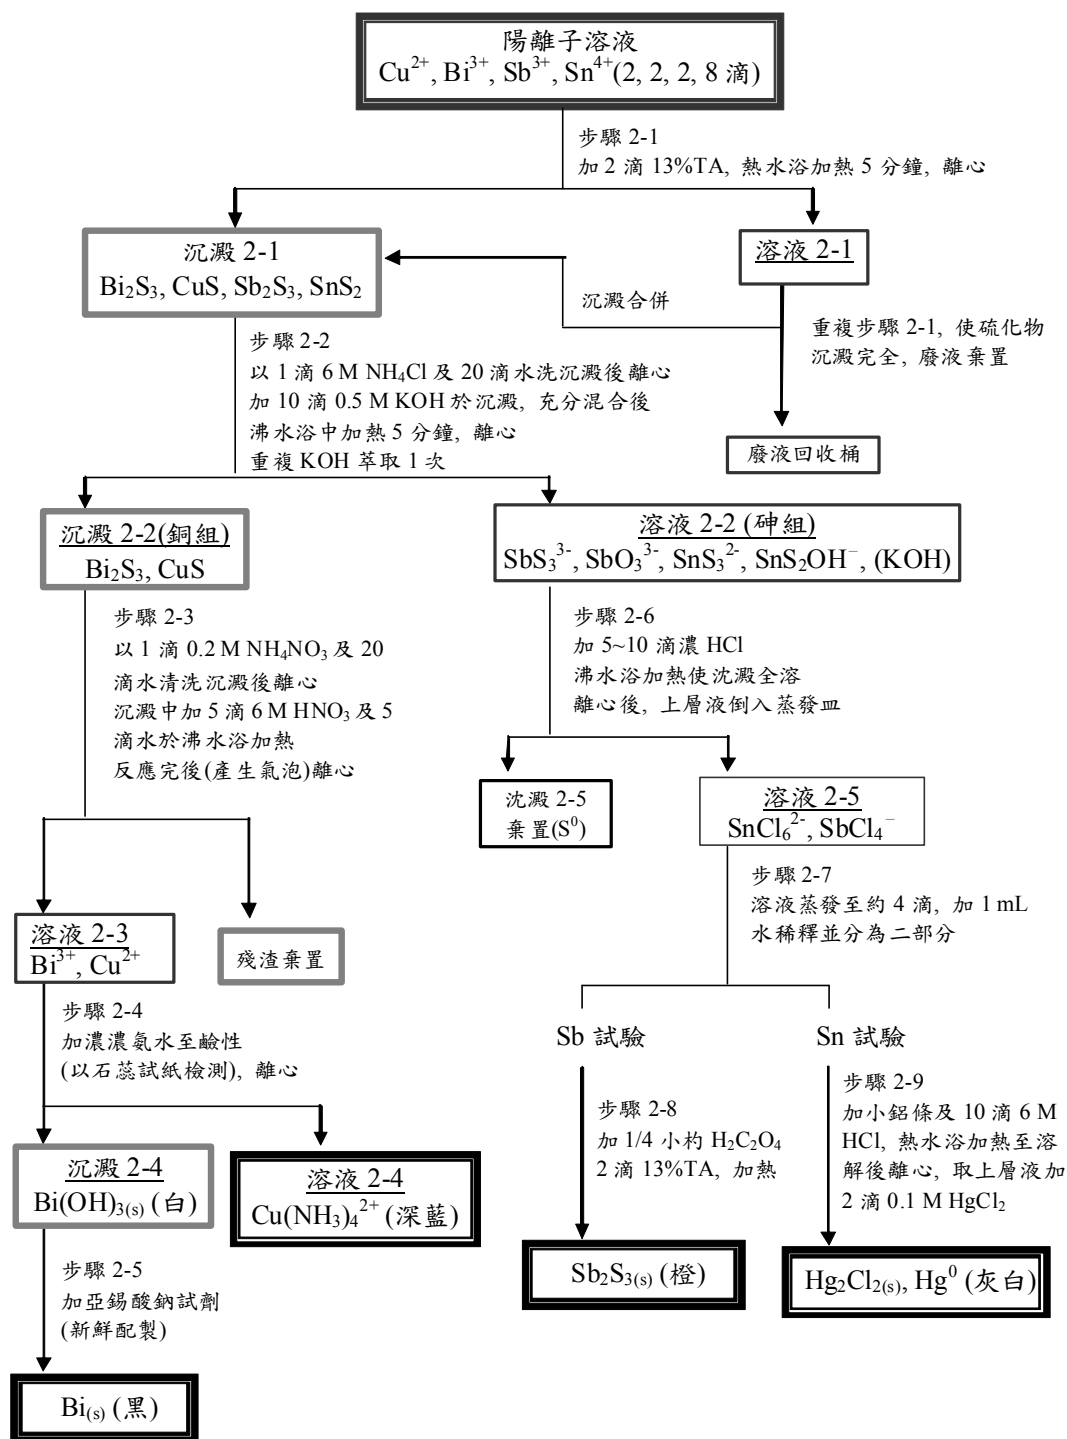 陽離子溶液
Cu²⁺, Bi³⁺, Sb³⁺, Sn⁴⁺(2, 2, 2, 8 滴)
步驟 2-1
加 2 滴 13%TA, 熱水浴加熱 5 分鐘, 離心
沉澱 2-1
Bi₂S₃, CuS, Sb₂S₃, SnS₂
溶液 2-1
沉澱合併
重複步驟 2-1, 使硫化物
沉澱完全, 廢液棄置
廢液回收桶
步驟 2-2
以 1 滴 6 M NH₄Cl 及 20 滴水洗沉澱後離心
加 10 滴 0.5 M KOH 於沉澱, 充分混合後
沸水浴中加熱 5 分鐘, 離心
重複 KOH 萃取 1 次
沉澱 2-2(銅組)
Bi₂S₃, CuS
溶液 2-2 (砷組)
SbS₃³⁻, SbO₃³⁻, SnS₃²⁻, SnS₂OH⁻, (KOH)
步驟 2-3
以 1 滴 0.2 M NH₄NO₃ 及 20
滴水清洗沉澱後離心
沉澱中加 5 滴 6 M HNO₃ 及 5
滴水於沸水浴加熱
反應完後(產生氣泡)離心
步驟 2-6
加 5~10 滴濃 HCl
沸水浴加熱使沈澱全溶
離心後, 上層液倒入蒸發皿
沈澱 2-5
棄置(S⁰)
溶液 2-5
SnCl₆²⁻, SbCl₄⁻
步驟 2-7
溶液蒸發至約 4 滴, 加 1 mL
水稀釋並分為二部分
溶液 2-3
Bi³⁺, Cu²⁺
殘渣棄置
步驟 2-4
加濃濃氨水至鹼性
(以石蕊試紙檢測), 離心
Sb 試驗
Sn 試驗
步驟 2-8
加 1/4 小杓 H₂C₂O₄
2 滴 13%TA, 加熱
步驟 2-9
加小鋁條及 10 滴 6 M
HCl, 熱水浴加熱至溶
解後離心, 取上層液加
2 滴 0.1 M HgCl₂
沉澱 2-4
Bi(OH)₃₍ₛ₎ (白)
溶液 2-4
Cu(NH₃)₄²⁺ (深藍)
Sb₂S₃₍ₛ₎ (橙)
Hg₂Cl₂₍ₛ₎, Hg⁰ (灰白)
步驟 2-5
加亞錫酸鈉試劑
(新鮮配製)
Bi₍ₛ₎ (黑)